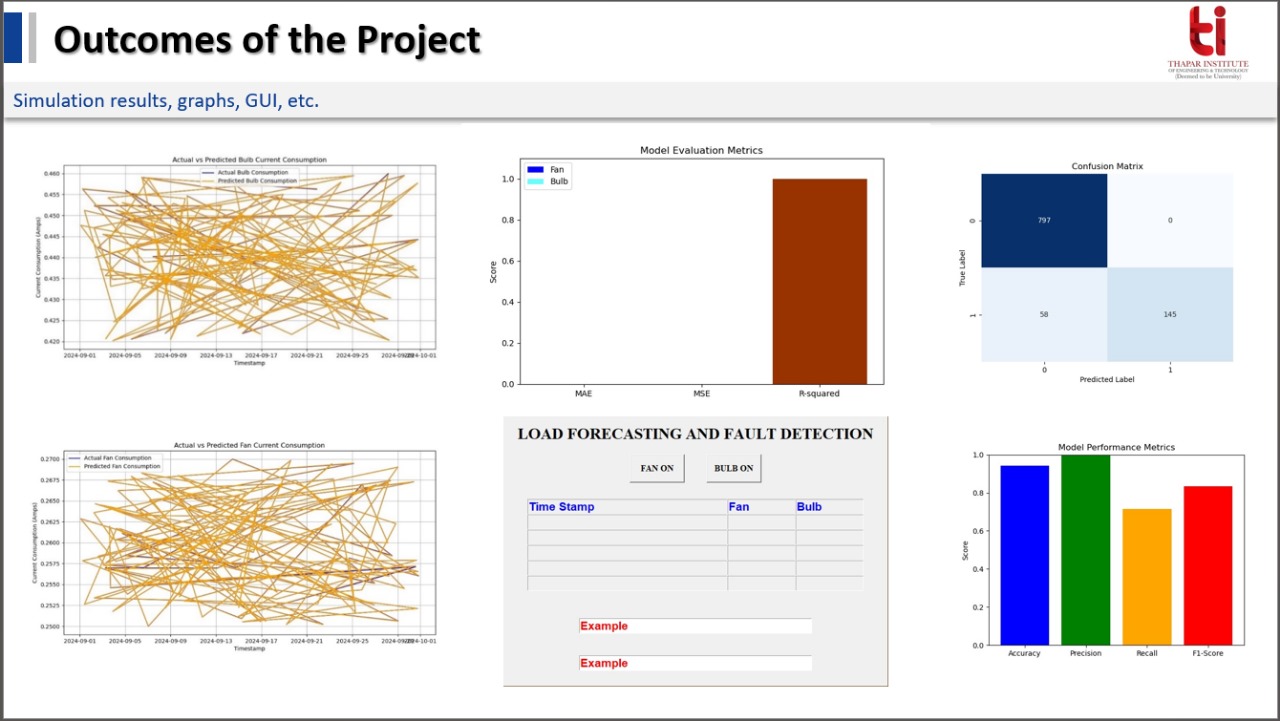 Outcomes of the Project
THAPAR INSTITUTE
OF ENGINEERING & TECHNOLOGY
(Deemed to be University)
Simulation results, graphs, GUI, etc.
Actual vs Predicted Bulb Current Consumption
Actual Bulb Consumption
Predicted Bulb Consumption
Current Consumption (Amps)
0.460
0.455
0.450
0.445
0.440
0.435
0.430
0.425
0.420
2024-09-01 2024-09-05 2024-09-09 2024-09-13 2024-09-17 2024-09-21 2024-09-25 2024-10-01
Timestamp
Model Evaluation Metrics
Fan
Bulb
Score
1.0
0.8
0.6
0.4
0.2
0.0
MAE MSE R-squared
Confusion Matrix
True Label
0 797 0
1 58 145
0 1
Predicted Label
Actual vs Predicted Fan Current Consumption
Actual Fan Consumption
Predicted Fan Consumption
Current Consumption (Amps)
0.2700
0.2675
0.2650
0.2625
0.2600
0.2575
0.2550
0.2525
0.2500
2024-09-01 2024-09-05 2024-09-09 2024-09-13 2024-09-17 2024-09-21 2024-09-25 2024-10-01
Timestamp
LOAD FORECASTING AND FAULT DETECTION
FAN ON BULB ON
Time Stamp Fan Bulb
Example
Example
Model Performance Metrics
Score
1.0
0.8
0.6
0.4
0.2
0.0
Accuracy Precision Recall F1-Score